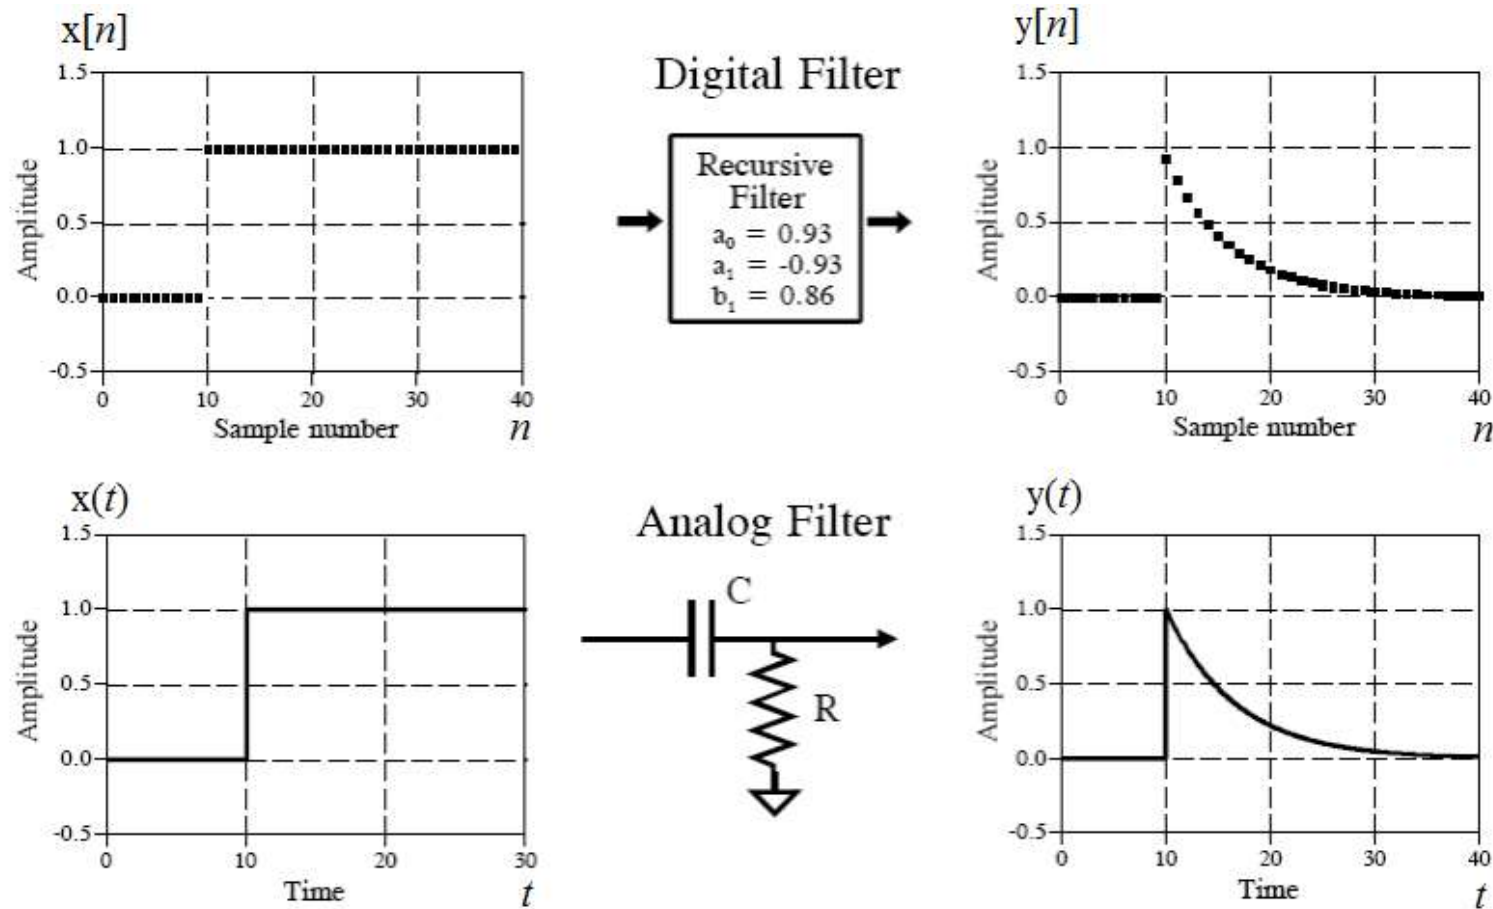 x[n]
1.5
1.0
0.5
0.0
-0.5
Amplitude
0 10 20 30 40
Sample number n
Digital Filter
Recursive
Filter
a₀ = 0.93
a₁ = -0.93
b₁ = 0.86
y[n]
1.5
1.0
0.5
0.0
-0.5
Amplitude
0 10 20 30 40
Sample number n
x(t)
1.5
1.0
0.5
0.0
-0.5
Amplitude
0 10 20 30
Time t
Analog Filter
C
R
y(t)
1.5
1.0
0.5
0.0
-0.5
Amplitude
0 10 20 30 40
Time t